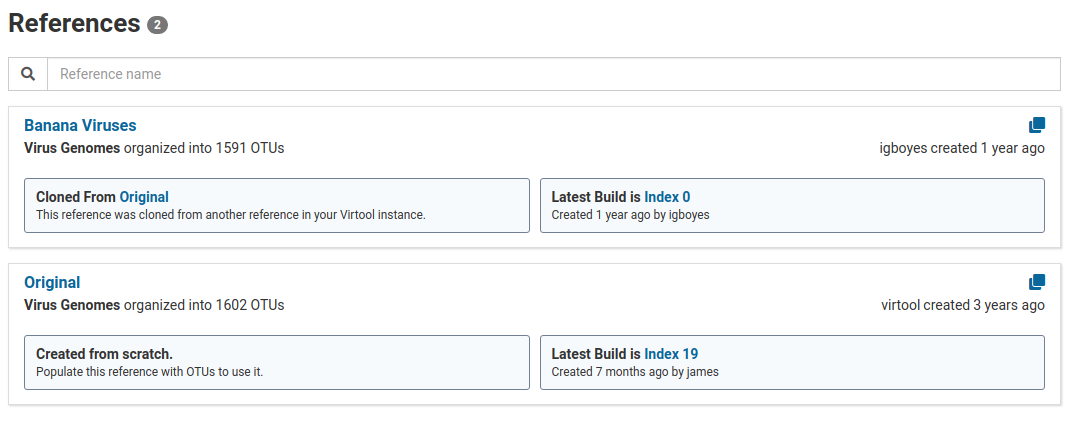 References 2
Reference name
Banana Viruses
Virus Genomes organized into 1591 OTUs
igboyes created 1 year ago
Cloned From Original
This reference was cloned from another reference in your Virtool instance.
Latest Build is Index 0
Created 1 year ago by igboyes
Original
Virus Genomes organized into 1602 OTUs
virtool created 3 years ago
Created from scratch.
Populate this reference with OTUs to use it.
Latest Build is Index 19
Created 7 months ago by james